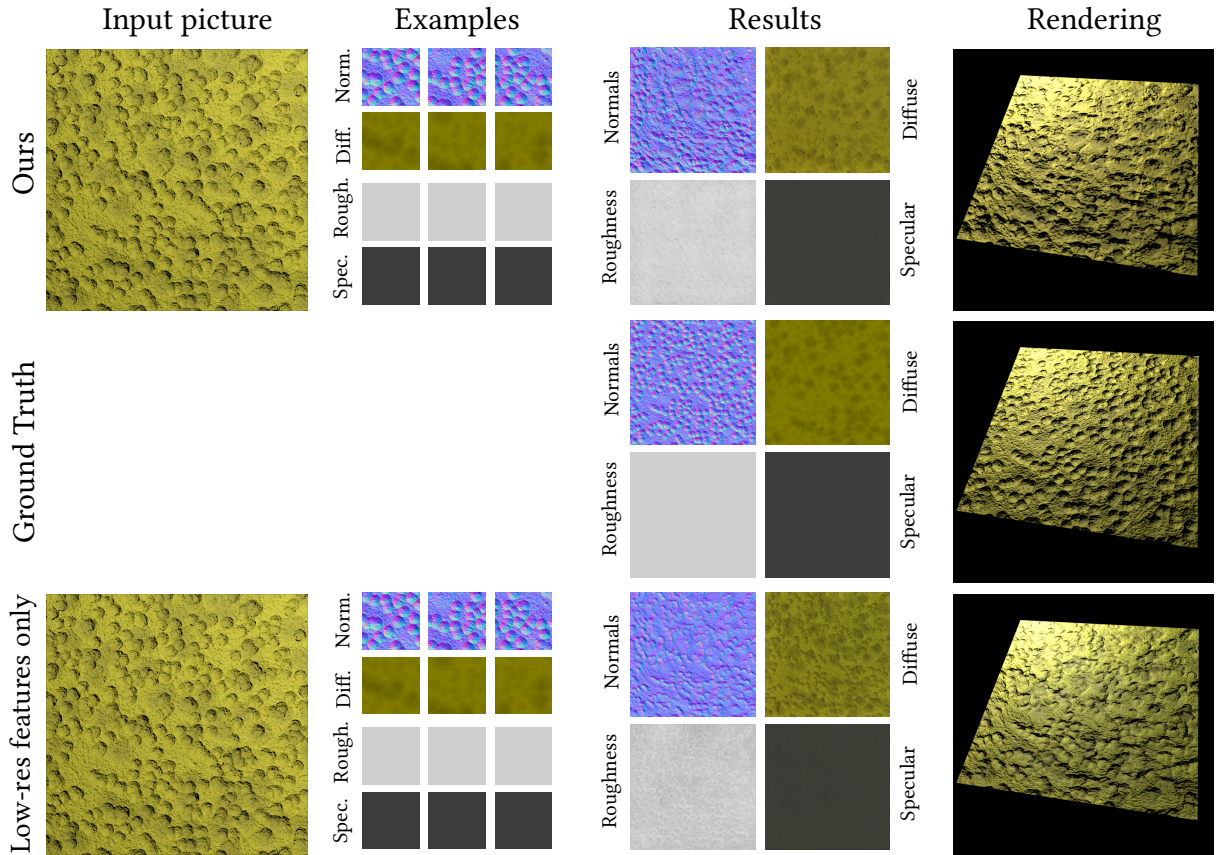 Input picture
Examples
Results
Rendering
Ours
Norm.
Diff.
Rough.
Spec.
Normals
Diffuse
Roughness
Specular
Ground Truth
Normals
Diffuse
Roughness
Specular
Low-res features only
Norm.
Diff.
Rough.
Spec.
Normals
Diffuse
Roughness
Specular